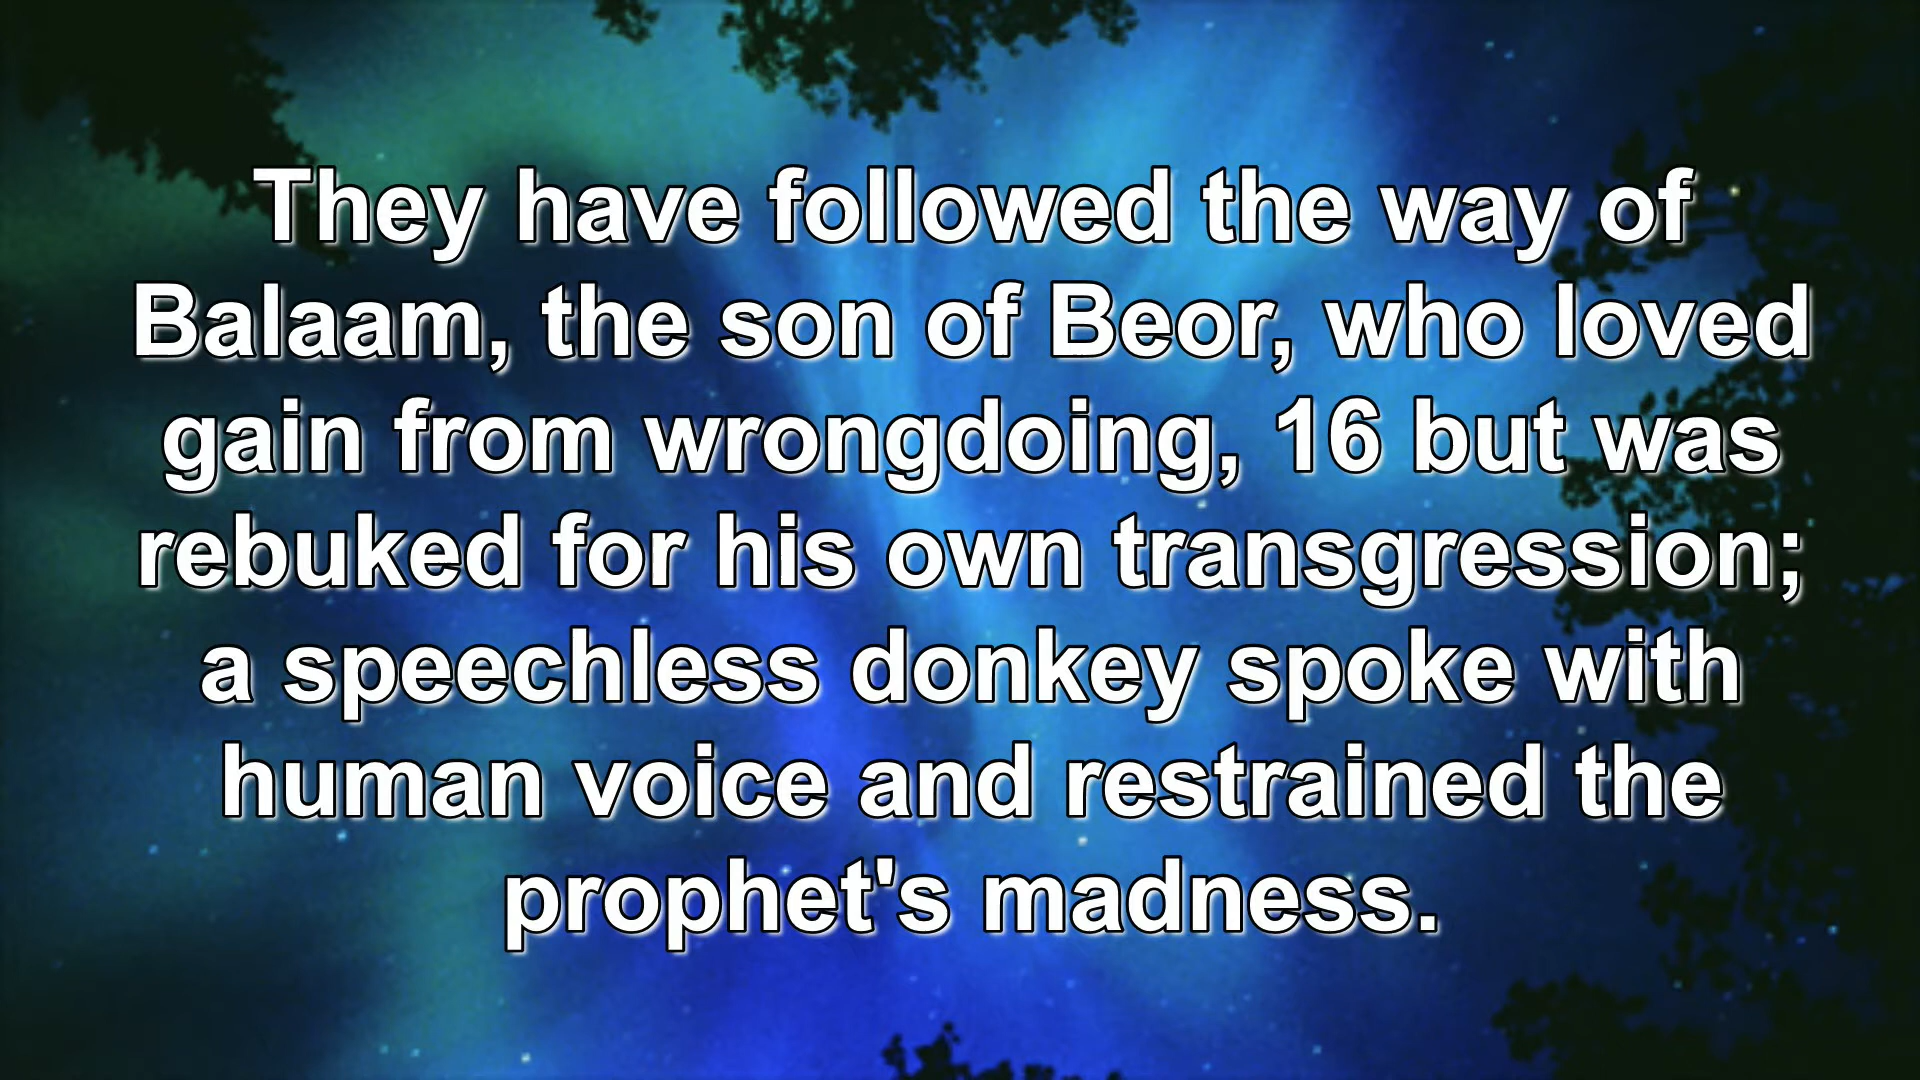 They have followed the way of
Balaam, the son of Beor, who loved
gain from wrongdoing, 16 but was
rebuked for his own transgression;
a speechless donkey spoke with
human voice and restrained the
prophet's madness.